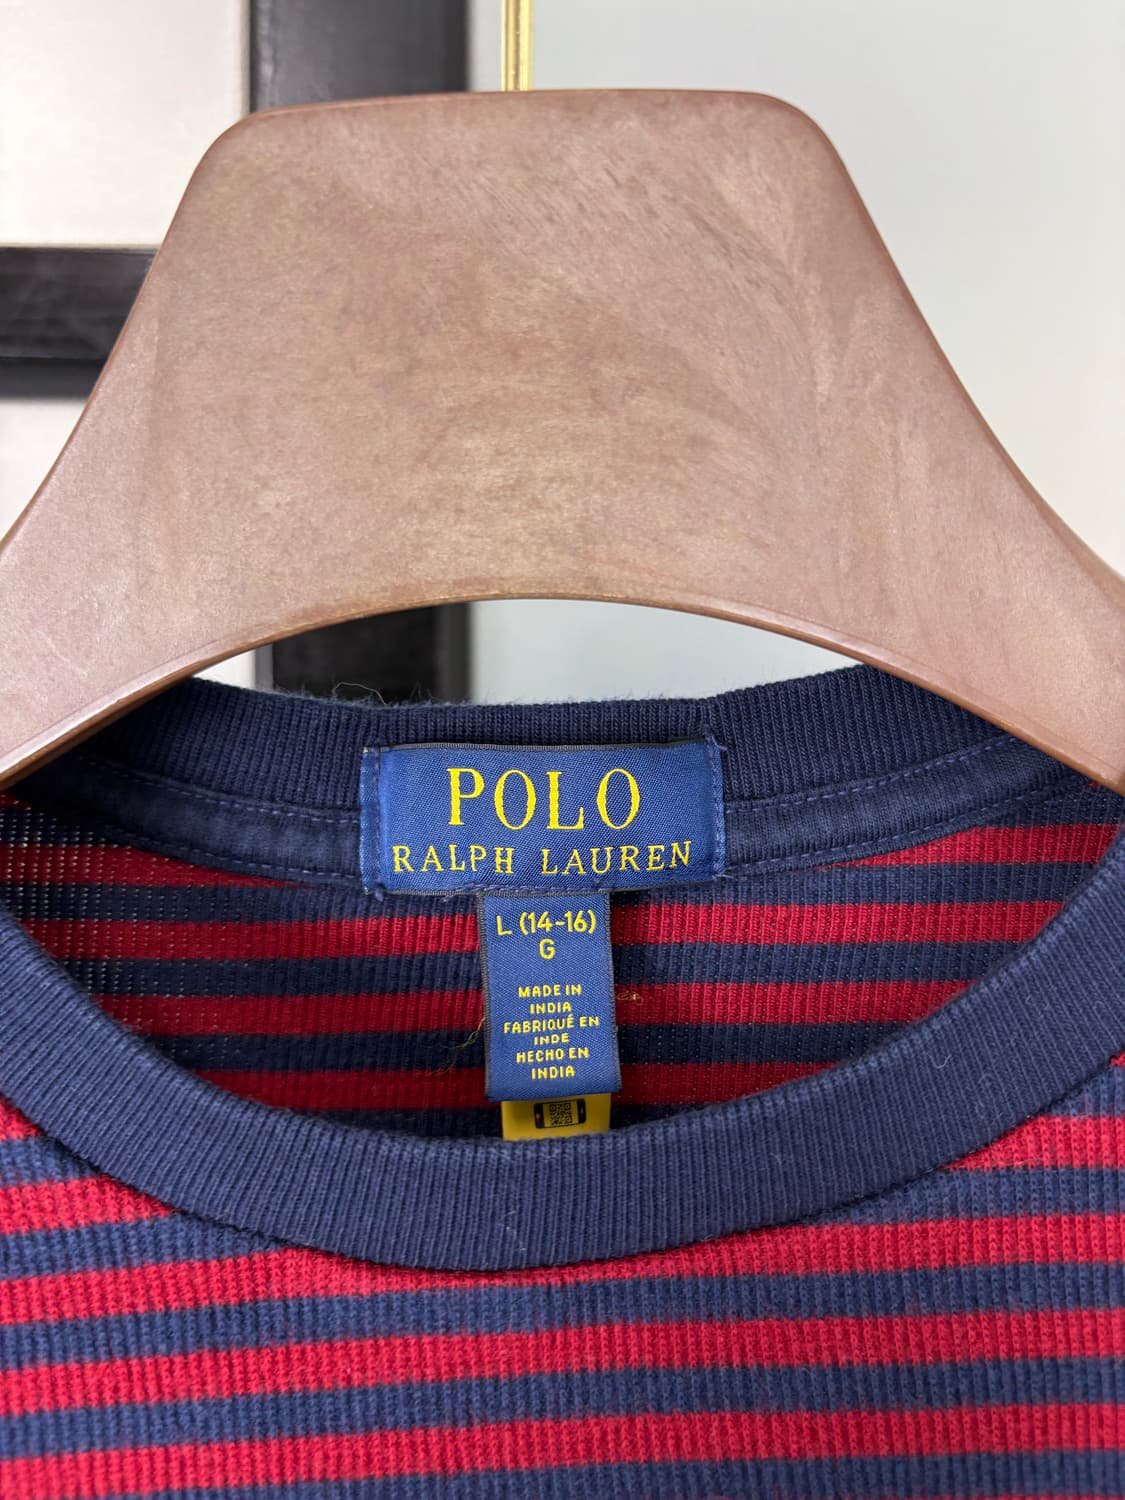 POLO
RALPH LAUREN
L (14-16)
G
MADE IN
INDIA
FABRIQUÉ EN
INDE
HECHO EN
INDIA